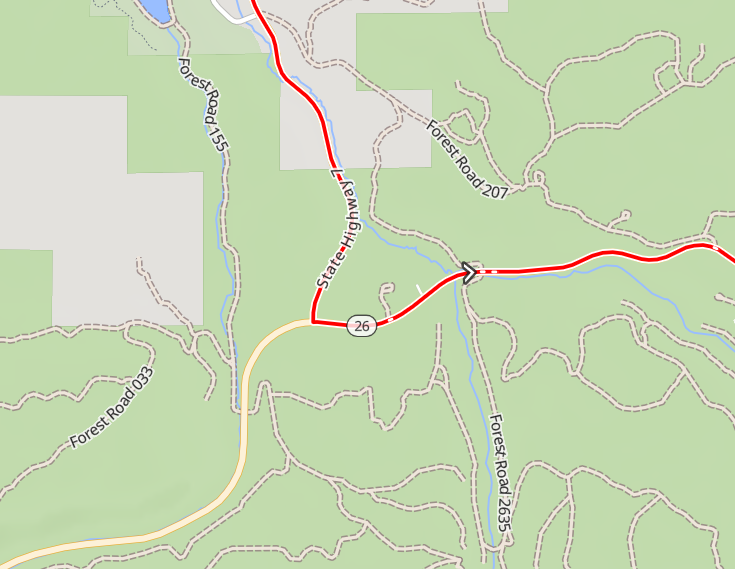 Forest Road 155
Forest Road 207
State Highway 7
26
Forest Road 033
Forest Road 2635